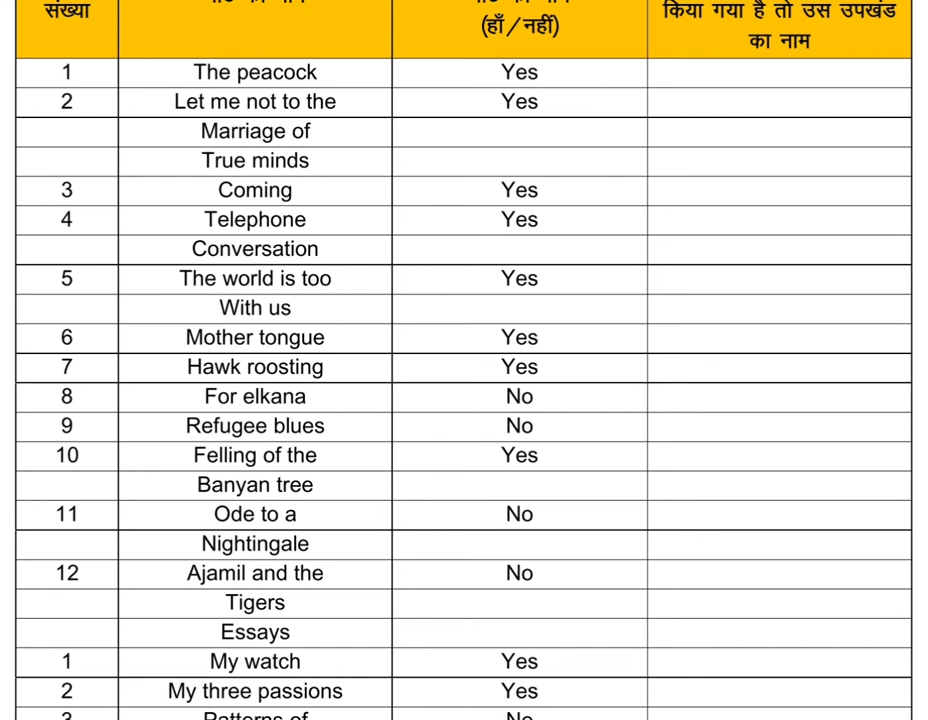 संख्या
(हाँ/नहीं)
किया गया है तो उस उपखंड
का नाम
1 The peacock Yes
2 Let me not to the Yes
Marriage of
True minds
3 Coming Yes
4 Telephone Yes
Conversation
5 The world is too Yes
With us
6 Mother tongue Yes
7 Hawk roosting Yes
8 For elkana No
9 Refugee blues No
10 Felling of the Yes
Banyan tree
11 Ode to a No
Nightingale
12 Ajamil and the No
Tigers
Essays
1 My watch Yes
2 My three passions Yes
3 Patterns of No